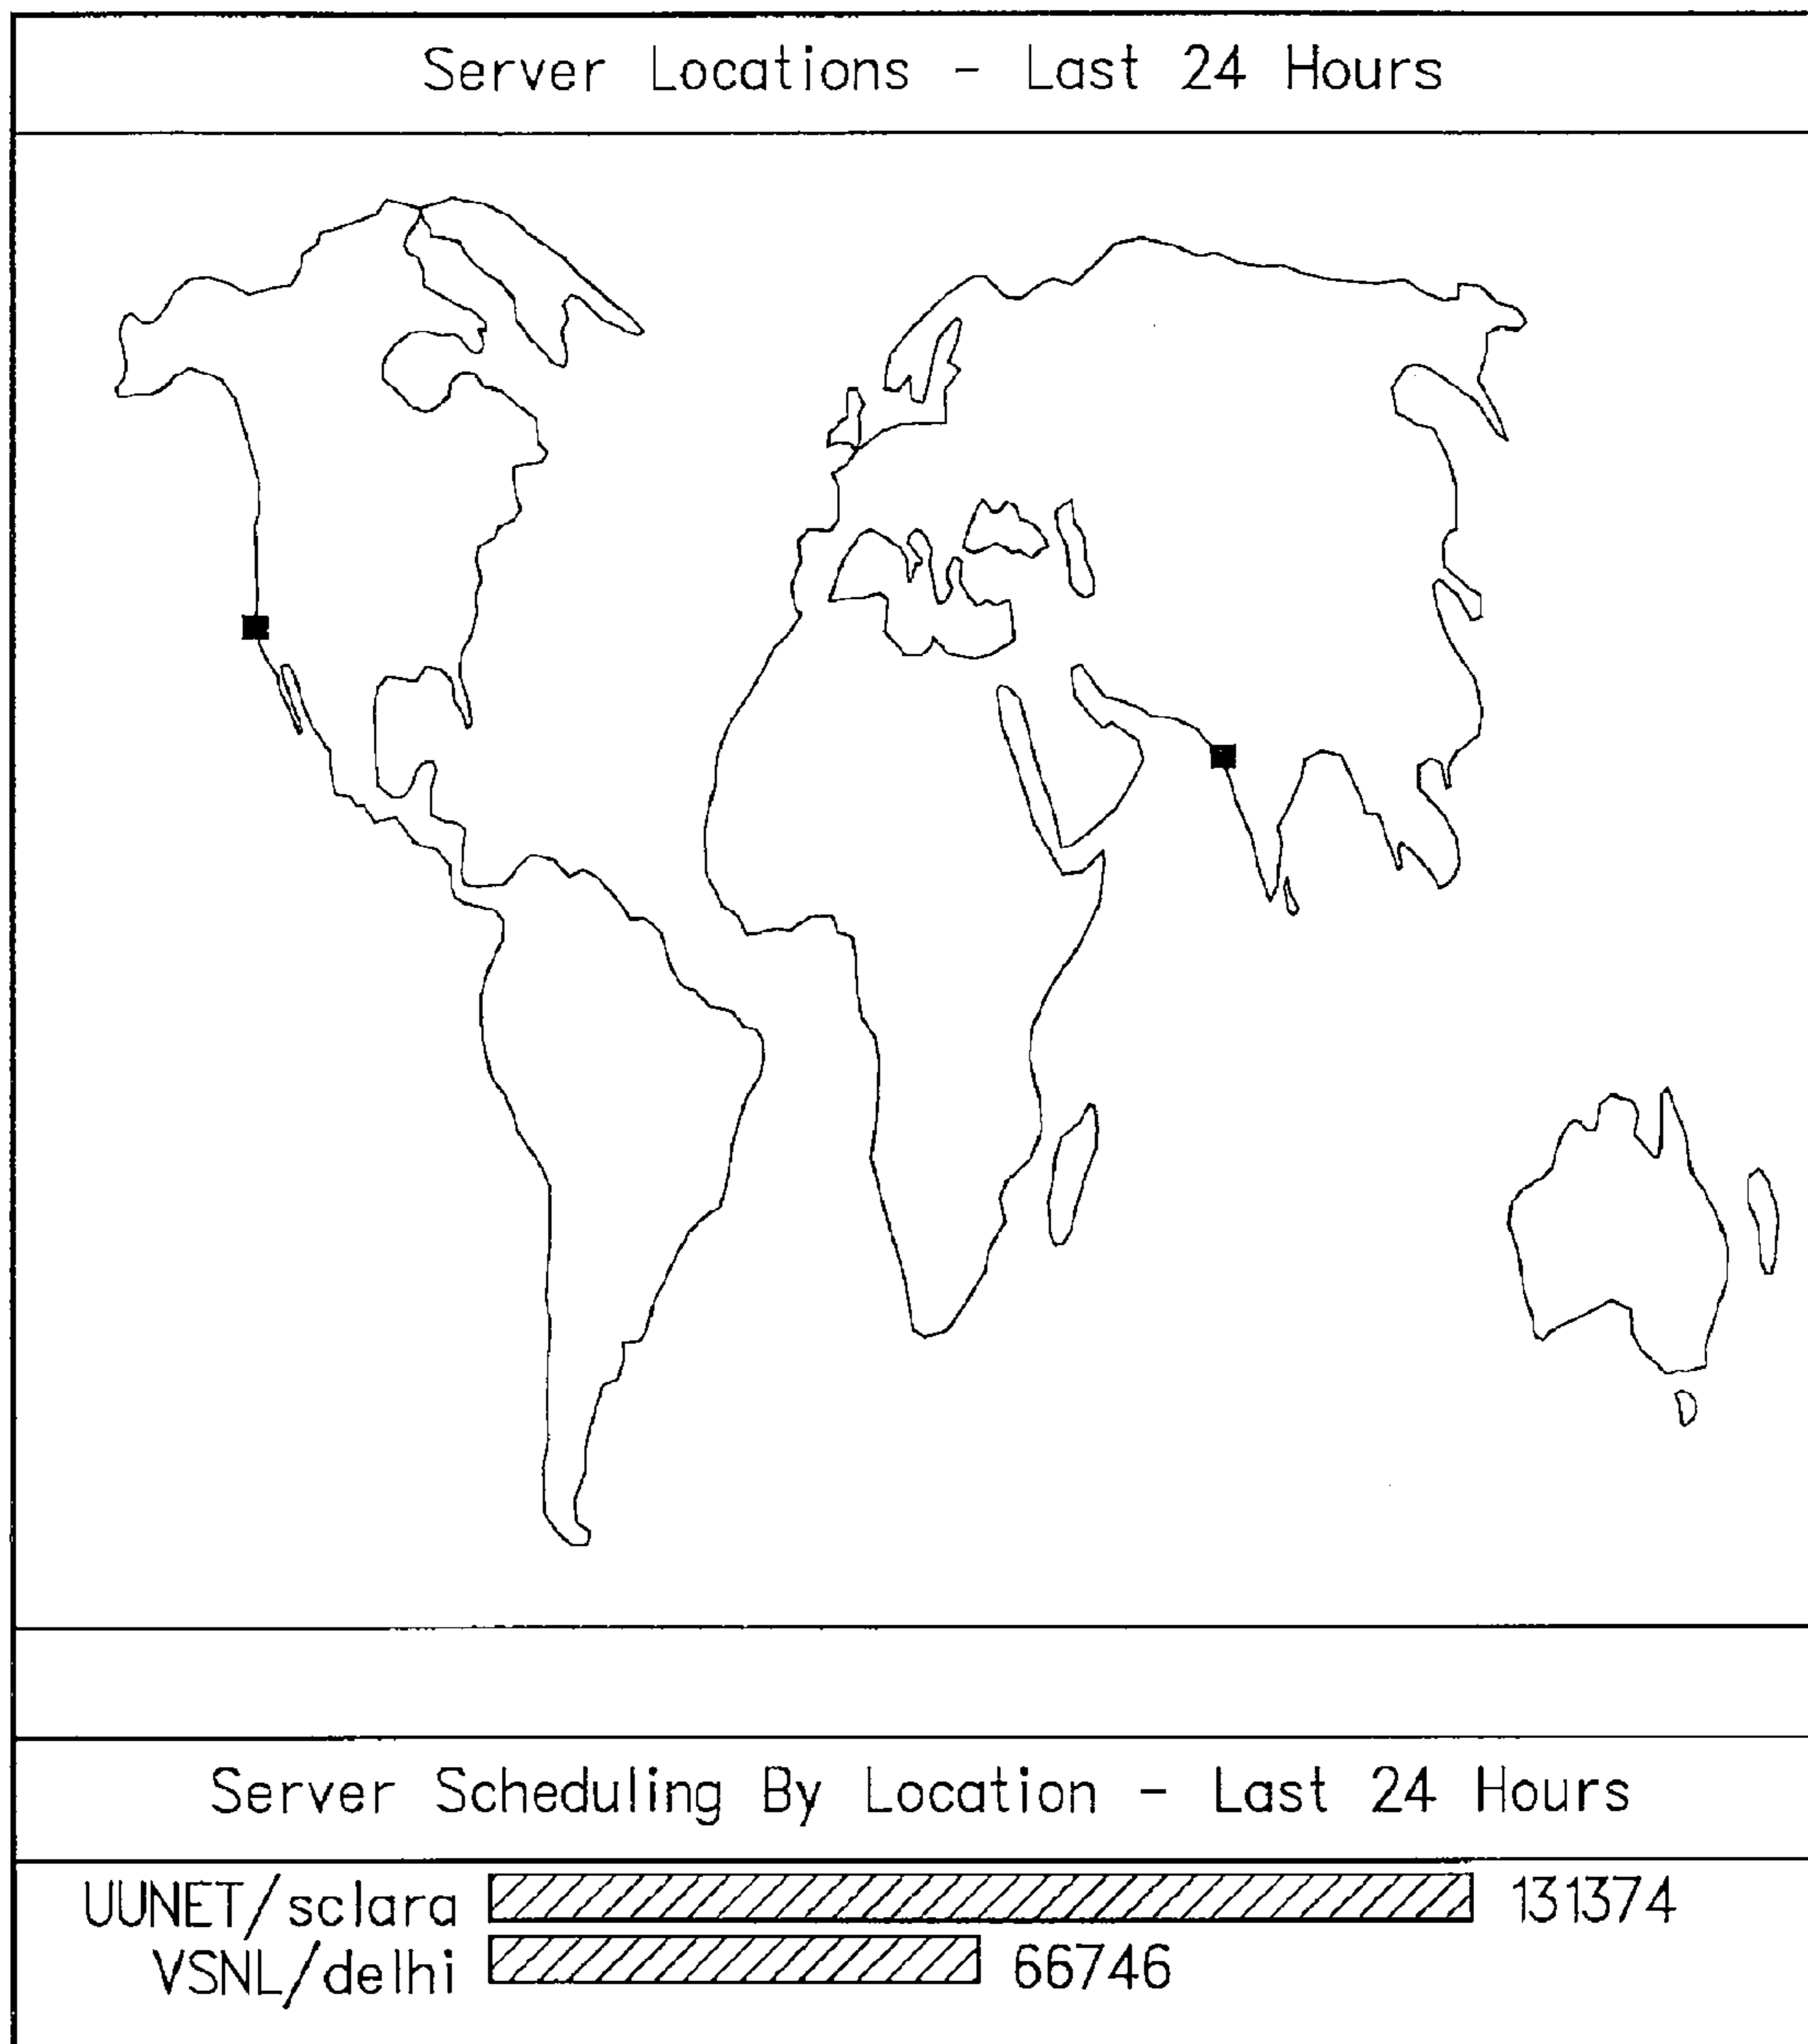 Server Locations - Last 24 Hours
Server Scheduling By Location - Last 24 Hours
UUNET/sclara 131374
VSNL/delhi 66746